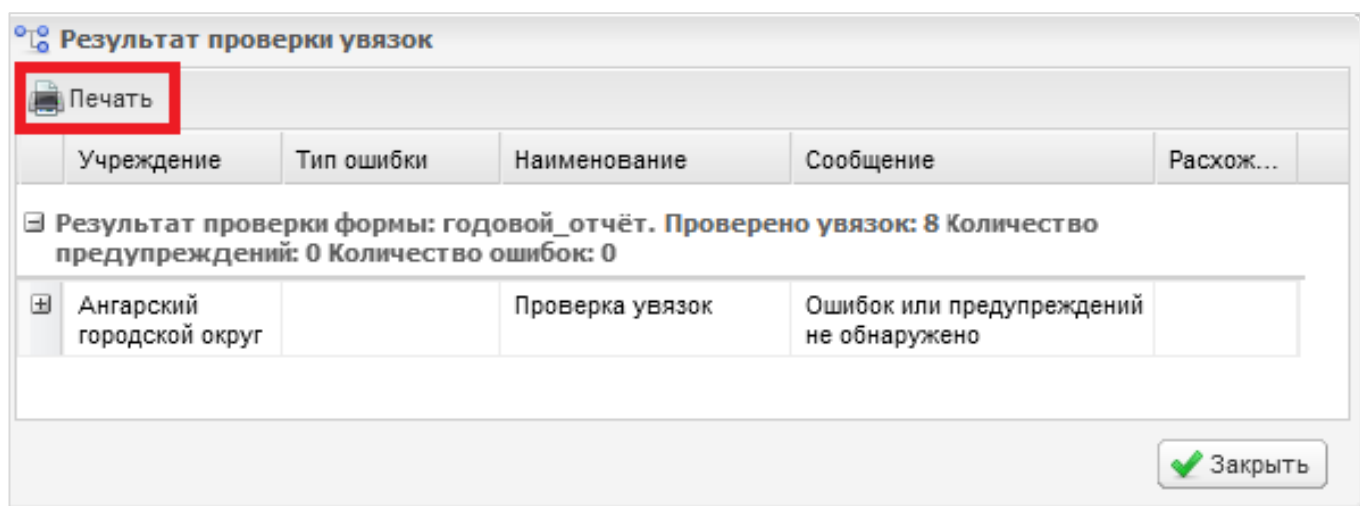 Результат проверки увязок
Печать
Учреждение Тип ошибки Наименование Сообщение Расхож...
Результат проверки формы: годовой_отчёт. Проверено увязок: 8 Количество
предупреждений: 0 Количество ошибок: 0
Ангарский Проверка увязок Ошибок или предупреждений
городской округ не обнаружено
Закрыть